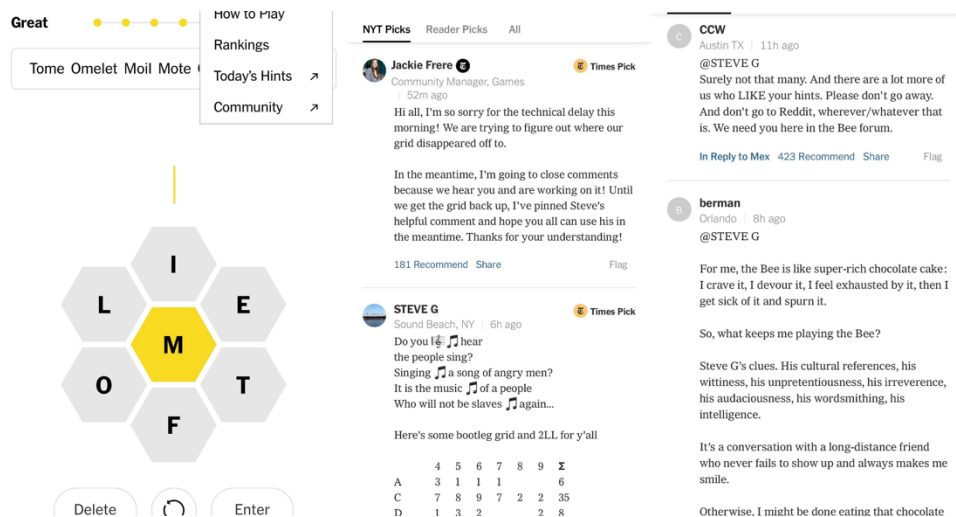 Great
How to Play
Rankings
Today's Hints
Community
Tome Omelet Moil Mote
I
L
E
M
O
T
F
Delete
Enter
NYT Picks Reader Picks All
Jackie Frere
Times Pick
Community Manager, Games
52m ago
Hi all, I'm so sorry for the technical delay this
morning! We are trying to figure out where our
grid disappeared off to.
In the meantime, I'm going to close comments
because we hear you and are working on it! Until
we get the grid back up, I've pinned Steve's
helpful comment and hope you all can use his in
the meantime. Thanks for your understanding!
181 Recommend Share Flag
STEVE G
Times Pick
Sound Beach, NY | 6h ago
Do you 🎼 🎵 hear
the people sing?
Singing 🎵 a song of angry men?
It is the music 🎵 of a people
Who will not be slaves 🎵 again...
Here's some bootleg grid and 2LL for y'all
4 5 6 7 8 9 Σ
A 3 1 1 1 6
C 7 8 9 7 2 2 35
D 1 3 2 2 8
C
CCW
Austin TX | 11h ago
@STEVE G
Surely not that many. And there are a lot more of
us who LIKE your hints. Please don't go away.
And don't go to Reddit, wherever/whatever that
is. We need you here in the Bee forum.
In Reply to Mex 423 Recommend Share Flag
B
berman
Orlando | 8h ago
@STEVE G
For me, the Bee is like super-rich chocolate cake:
I crave it, I devour it, I feel exhausted by it, then I
get sick of it and spurn it.
So, what keeps me playing the Bee?
Steve G's clues. His cultural references, his
wittiness, his unpretentiousness, his irreverence,
his audaciousness, his wordsmithing, his
intelligence.
It's a conversation with a long-distance friend
who never fails to show up and always makes me
smile.
Otherwise, I might be done eating that chocolate